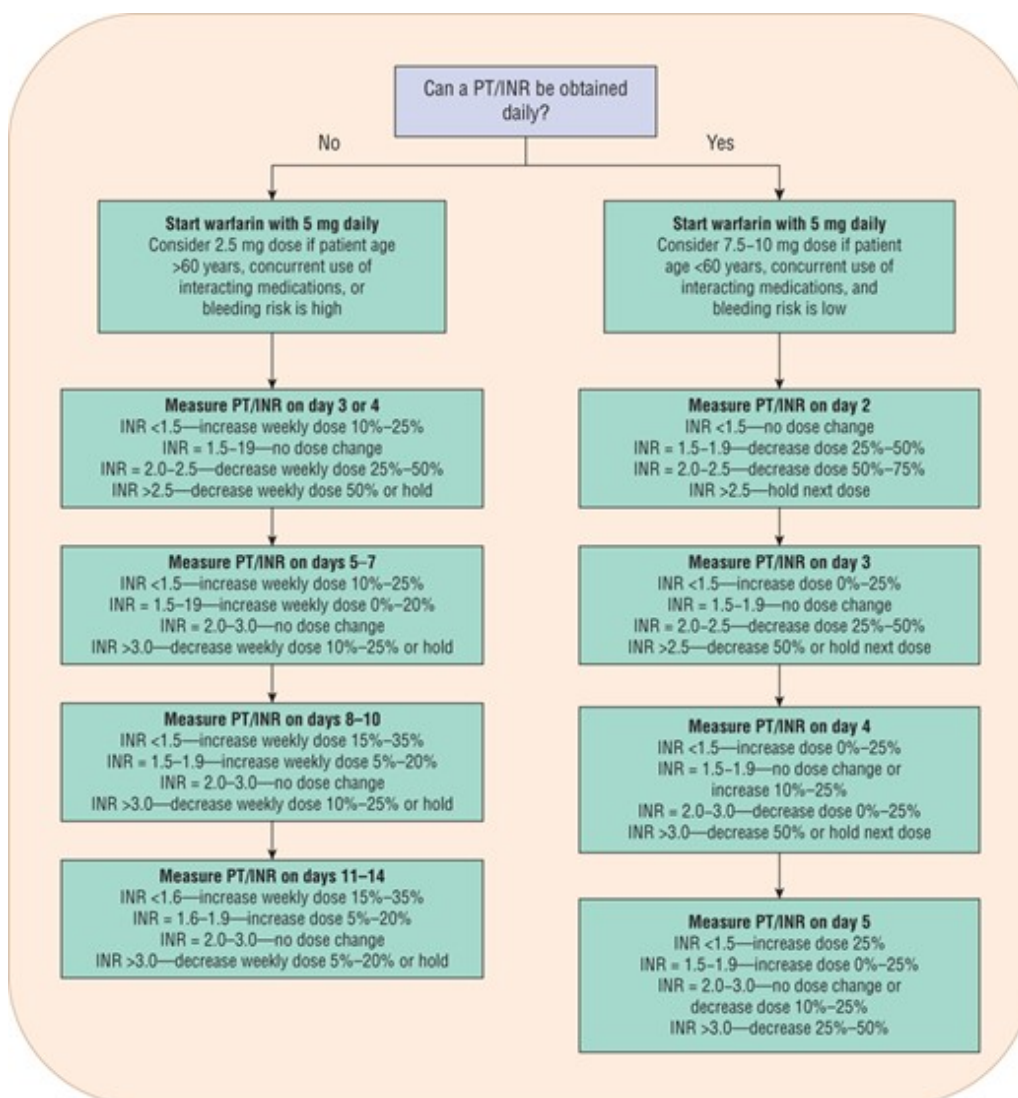 Can a PT/INR be obtained
daily?
No
Yes
Start warfarin with 5 mg daily
Consider 2.5 mg dose if patient age
>60 years, concurrent use of
interacting medications, or
bleeding risk is high
Measure PT/INR on day 3 or 4
INR <1.5—increase weekly dose 10%–25%
INR = 1.5–19—no dose change
INR = 2.0–2.5—decrease weekly dose 25%–50%
INR >2.5—decrease weekly dose 50% or hold
Measure PT/INR on days 5–7
INR <1.5—increase weekly dose 10%–25%
INR = 1.5–19—increase weekly dose 0%–20%
INR = 2.0–3.0—no dose change
INR >3.0—decrease weekly dose 10%–25% or hold
Measure PT/INR on days 8–10
INR <1.5—increase weekly dose 15%–35%
INR = 1.5–1.9—increase weekly dose 5%–20%
INR = 2.0–3.0—no dose change
INR >3.0—decrease weekly dose 10%–25% or hold
Measure PT/INR on days 11–14
INR <1.6—increase weekly dose 15%–35%
INR = 1.6–1.9—increase dose 5%–20%
INR = 2.0–3.0—no dose change
INR >3.0—decrease weekly dose 5%–20% or hold
Start warfarin with 5 mg daily
Consider 7.5–10 mg dose if patient
age <60 years, concurrent use of
interacting medications, and
bleeding risk is low
Measure PT/INR on day 2
INR <1.5—no dose change
INR = 1.5–1.9—decrease dose 25%–50%
INR = 2.0–2.5—decrease dose 50%–75%
INR >2.5—hold next dose
Measure PT/INR on day 3
INR <1.5—increase dose 0%–25%
INR = 1.5–1.9—no dose change
INR = 2.0–2.5—decrease dose 25%–50%
INR >2.5—decrease 50% or hold next dose
Measure PT/INR on day 4
INR <1.5—increase dose 0%–25%
INR = 1.5–1.9—no dose change or
increase 10%–25%
INR = 2.0–3.0—decrease dose 0%–25%
INR >3.0—decrease 50% or hold next dose
Measure PT/INR on day 5
INR <1.5—increase dose 25%
INR = 1.5–1.9—increase dose 0%–25%
INR = 2.0–3.0—no dose change or
decrease dose 10%–25%
INR >3.0—decrease 25%–50%